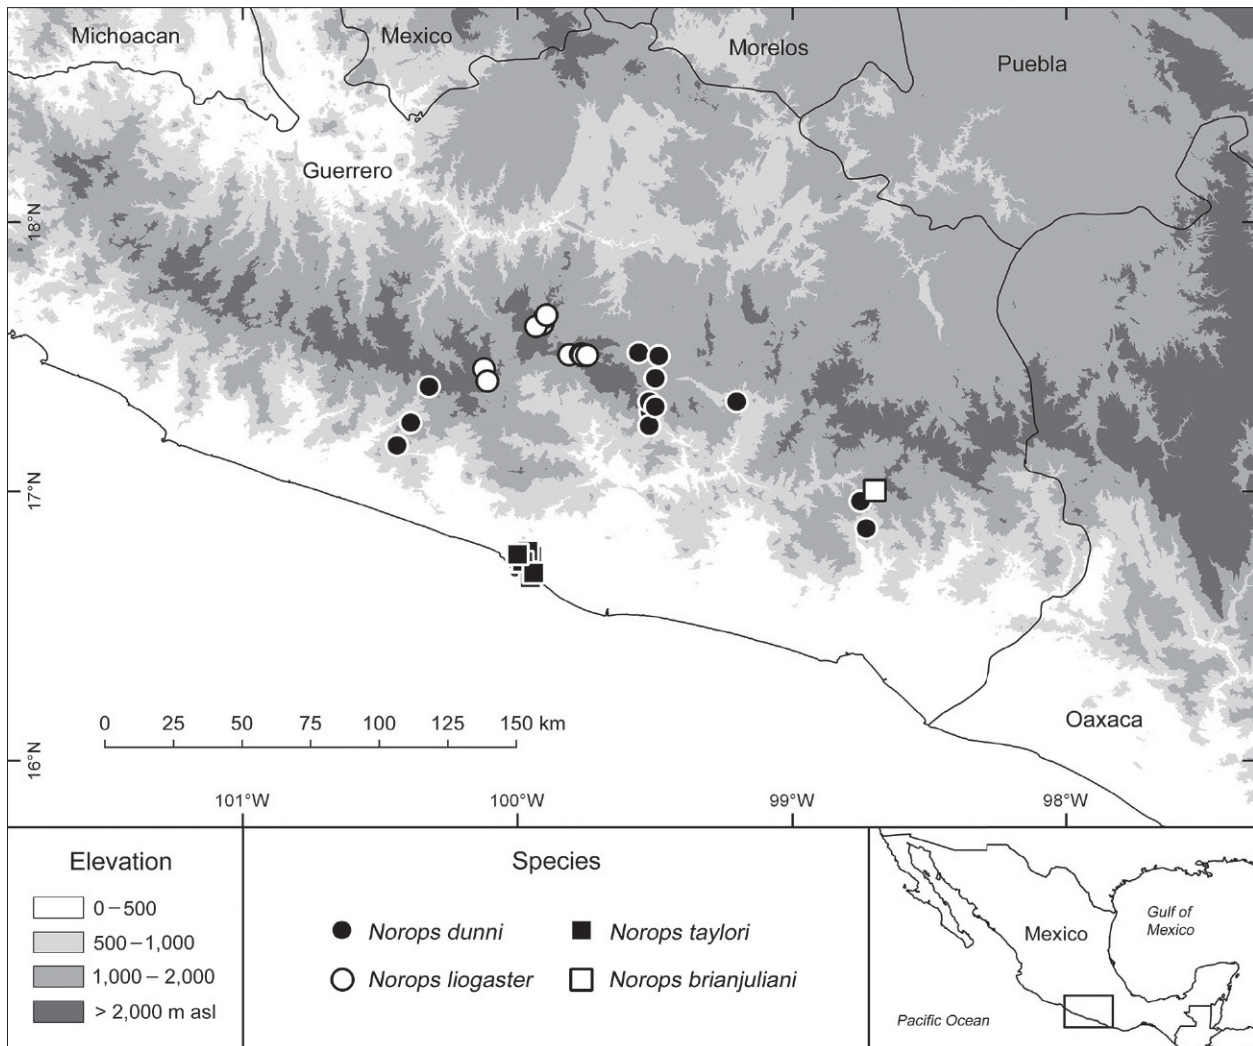 Michoacan
Mexico
Morelos
Puebla
Guerrero
18°N
17°N
16°N
0 25 50 75 100 125 150 km
Oaxaca
101°W 100°W 99°W 98°W
Elevation
0–500
500–1,000
1,000–2,000
> 2,000 m asl
Species
Norops dunni
Norops taylori
Norops liogaster
Norops brianjuliani
Gulf of
Mexico
Mexico
Pacific Ocean